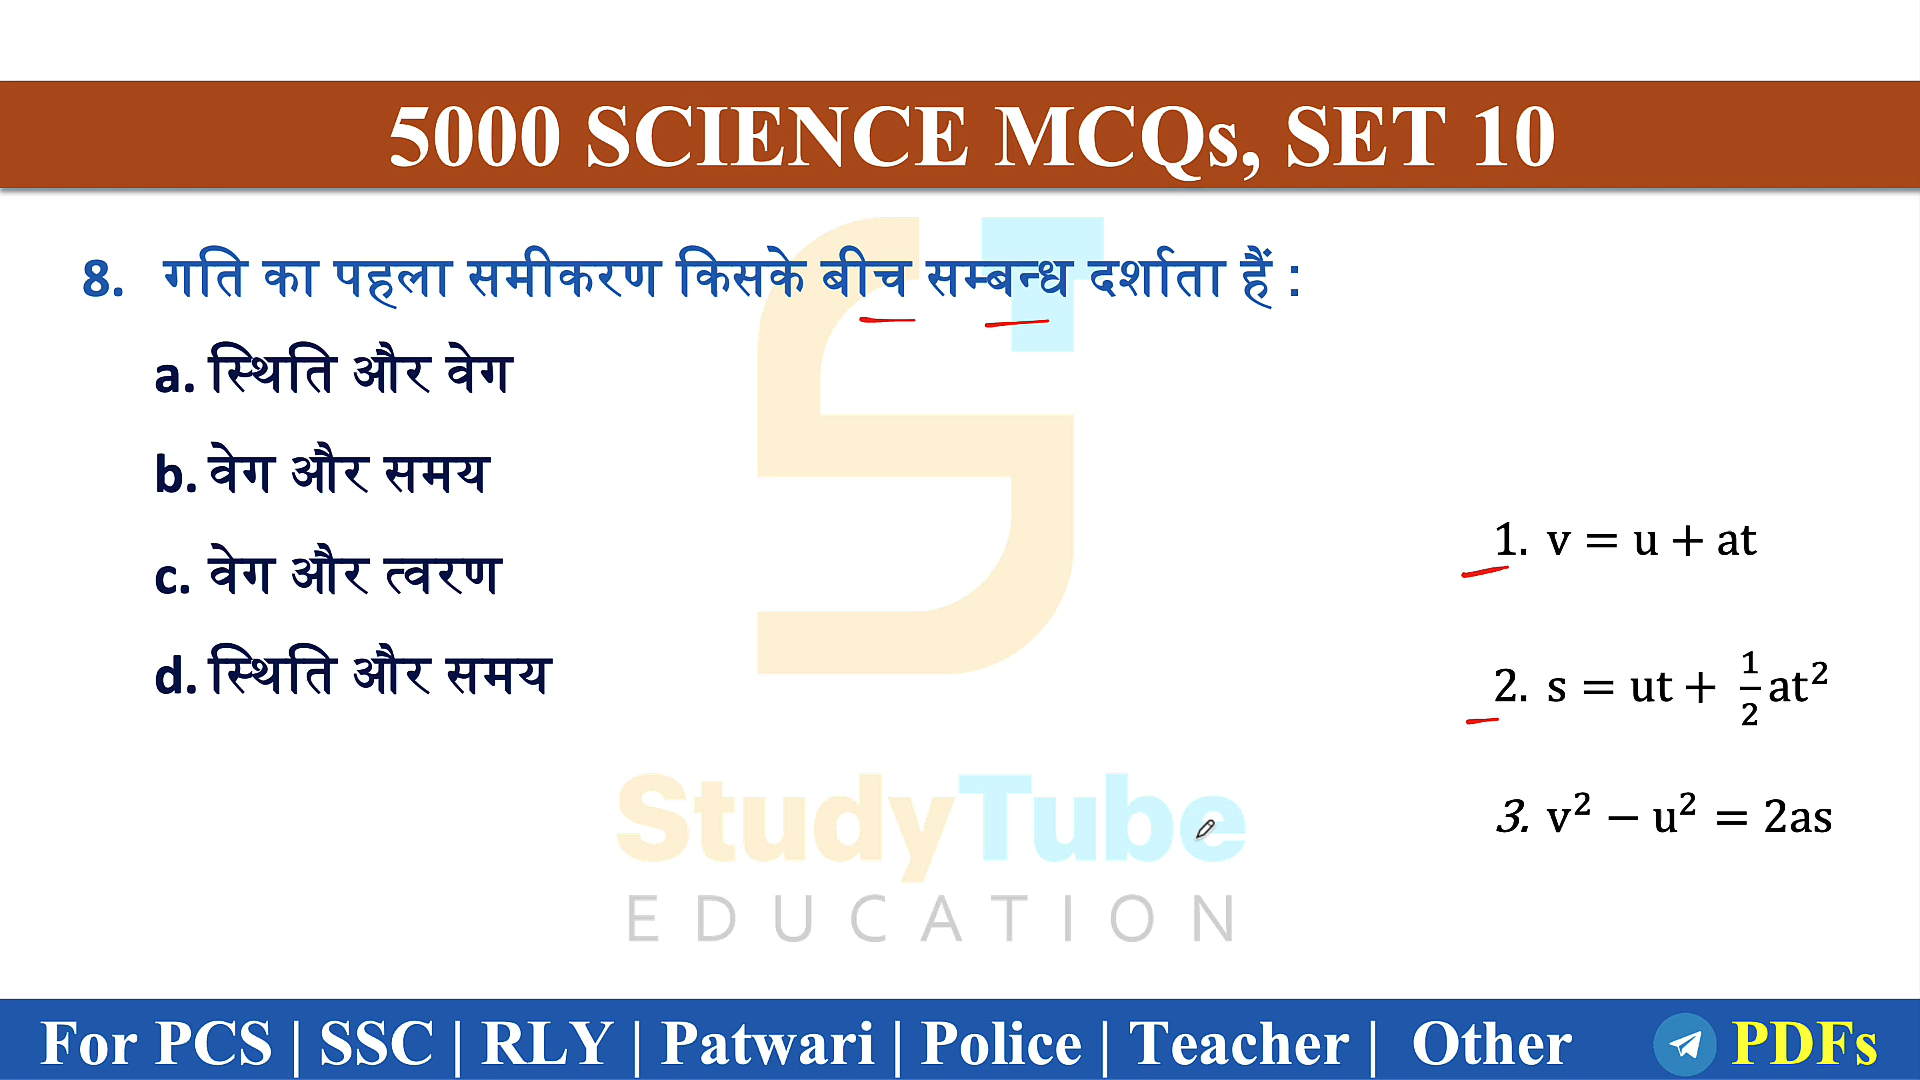 5000 SCIENCE MCQs, SET 10
8. गति का पहला समीकरण किसके बीच सम्बन्ध दर्शाता हैं :
a. स्थिति और वेग
b. वेग और समय
c. वेग और त्वरण
d. स्थिति और समय
1. v = u + at
2. s = ut + 1/2 at²
3. v² − u² = 2as
StudyTube
EDUCATION
For PCS | SSC | RLY | Patwari | Police | Teacher | Other PDFs